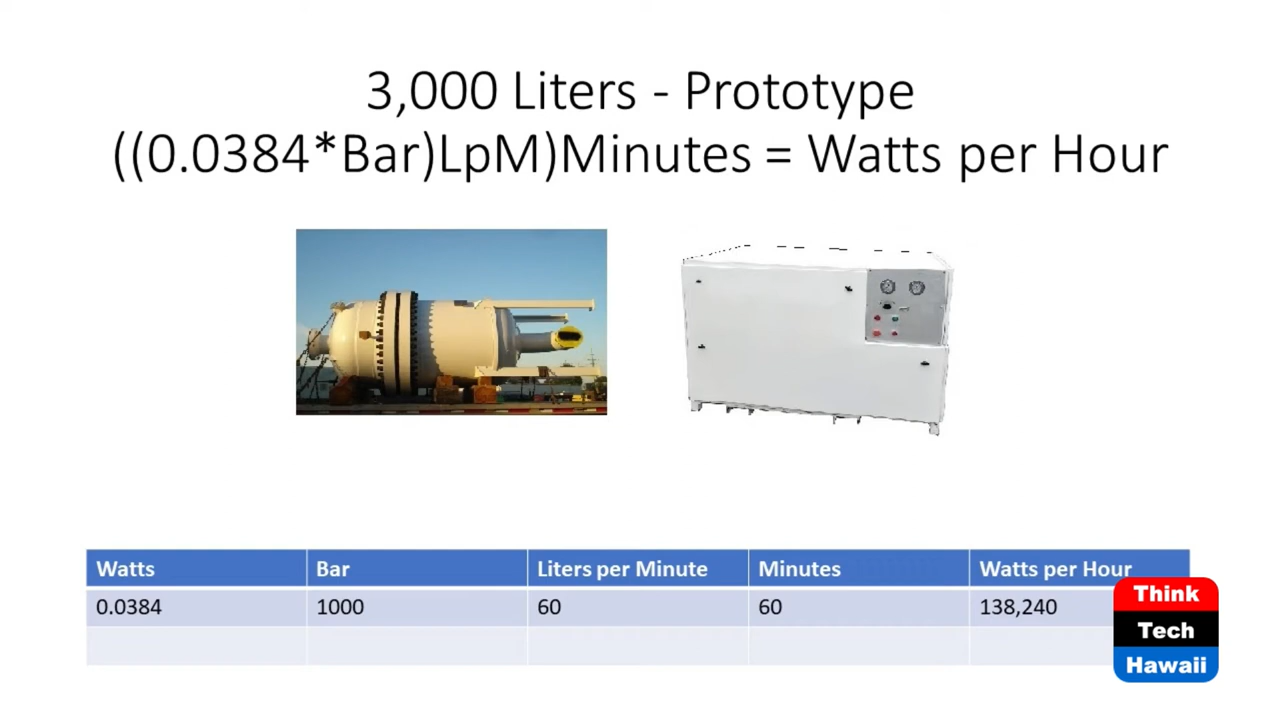 3,000 Liters - Prototype
((0.0384*Bar)LpM)Minutes = Watts per Hour
Watts Bar Liters per Minute Minutes Watts per Hour
0.0384 1000 60 60 138,240
Think
Tech
Hawaii